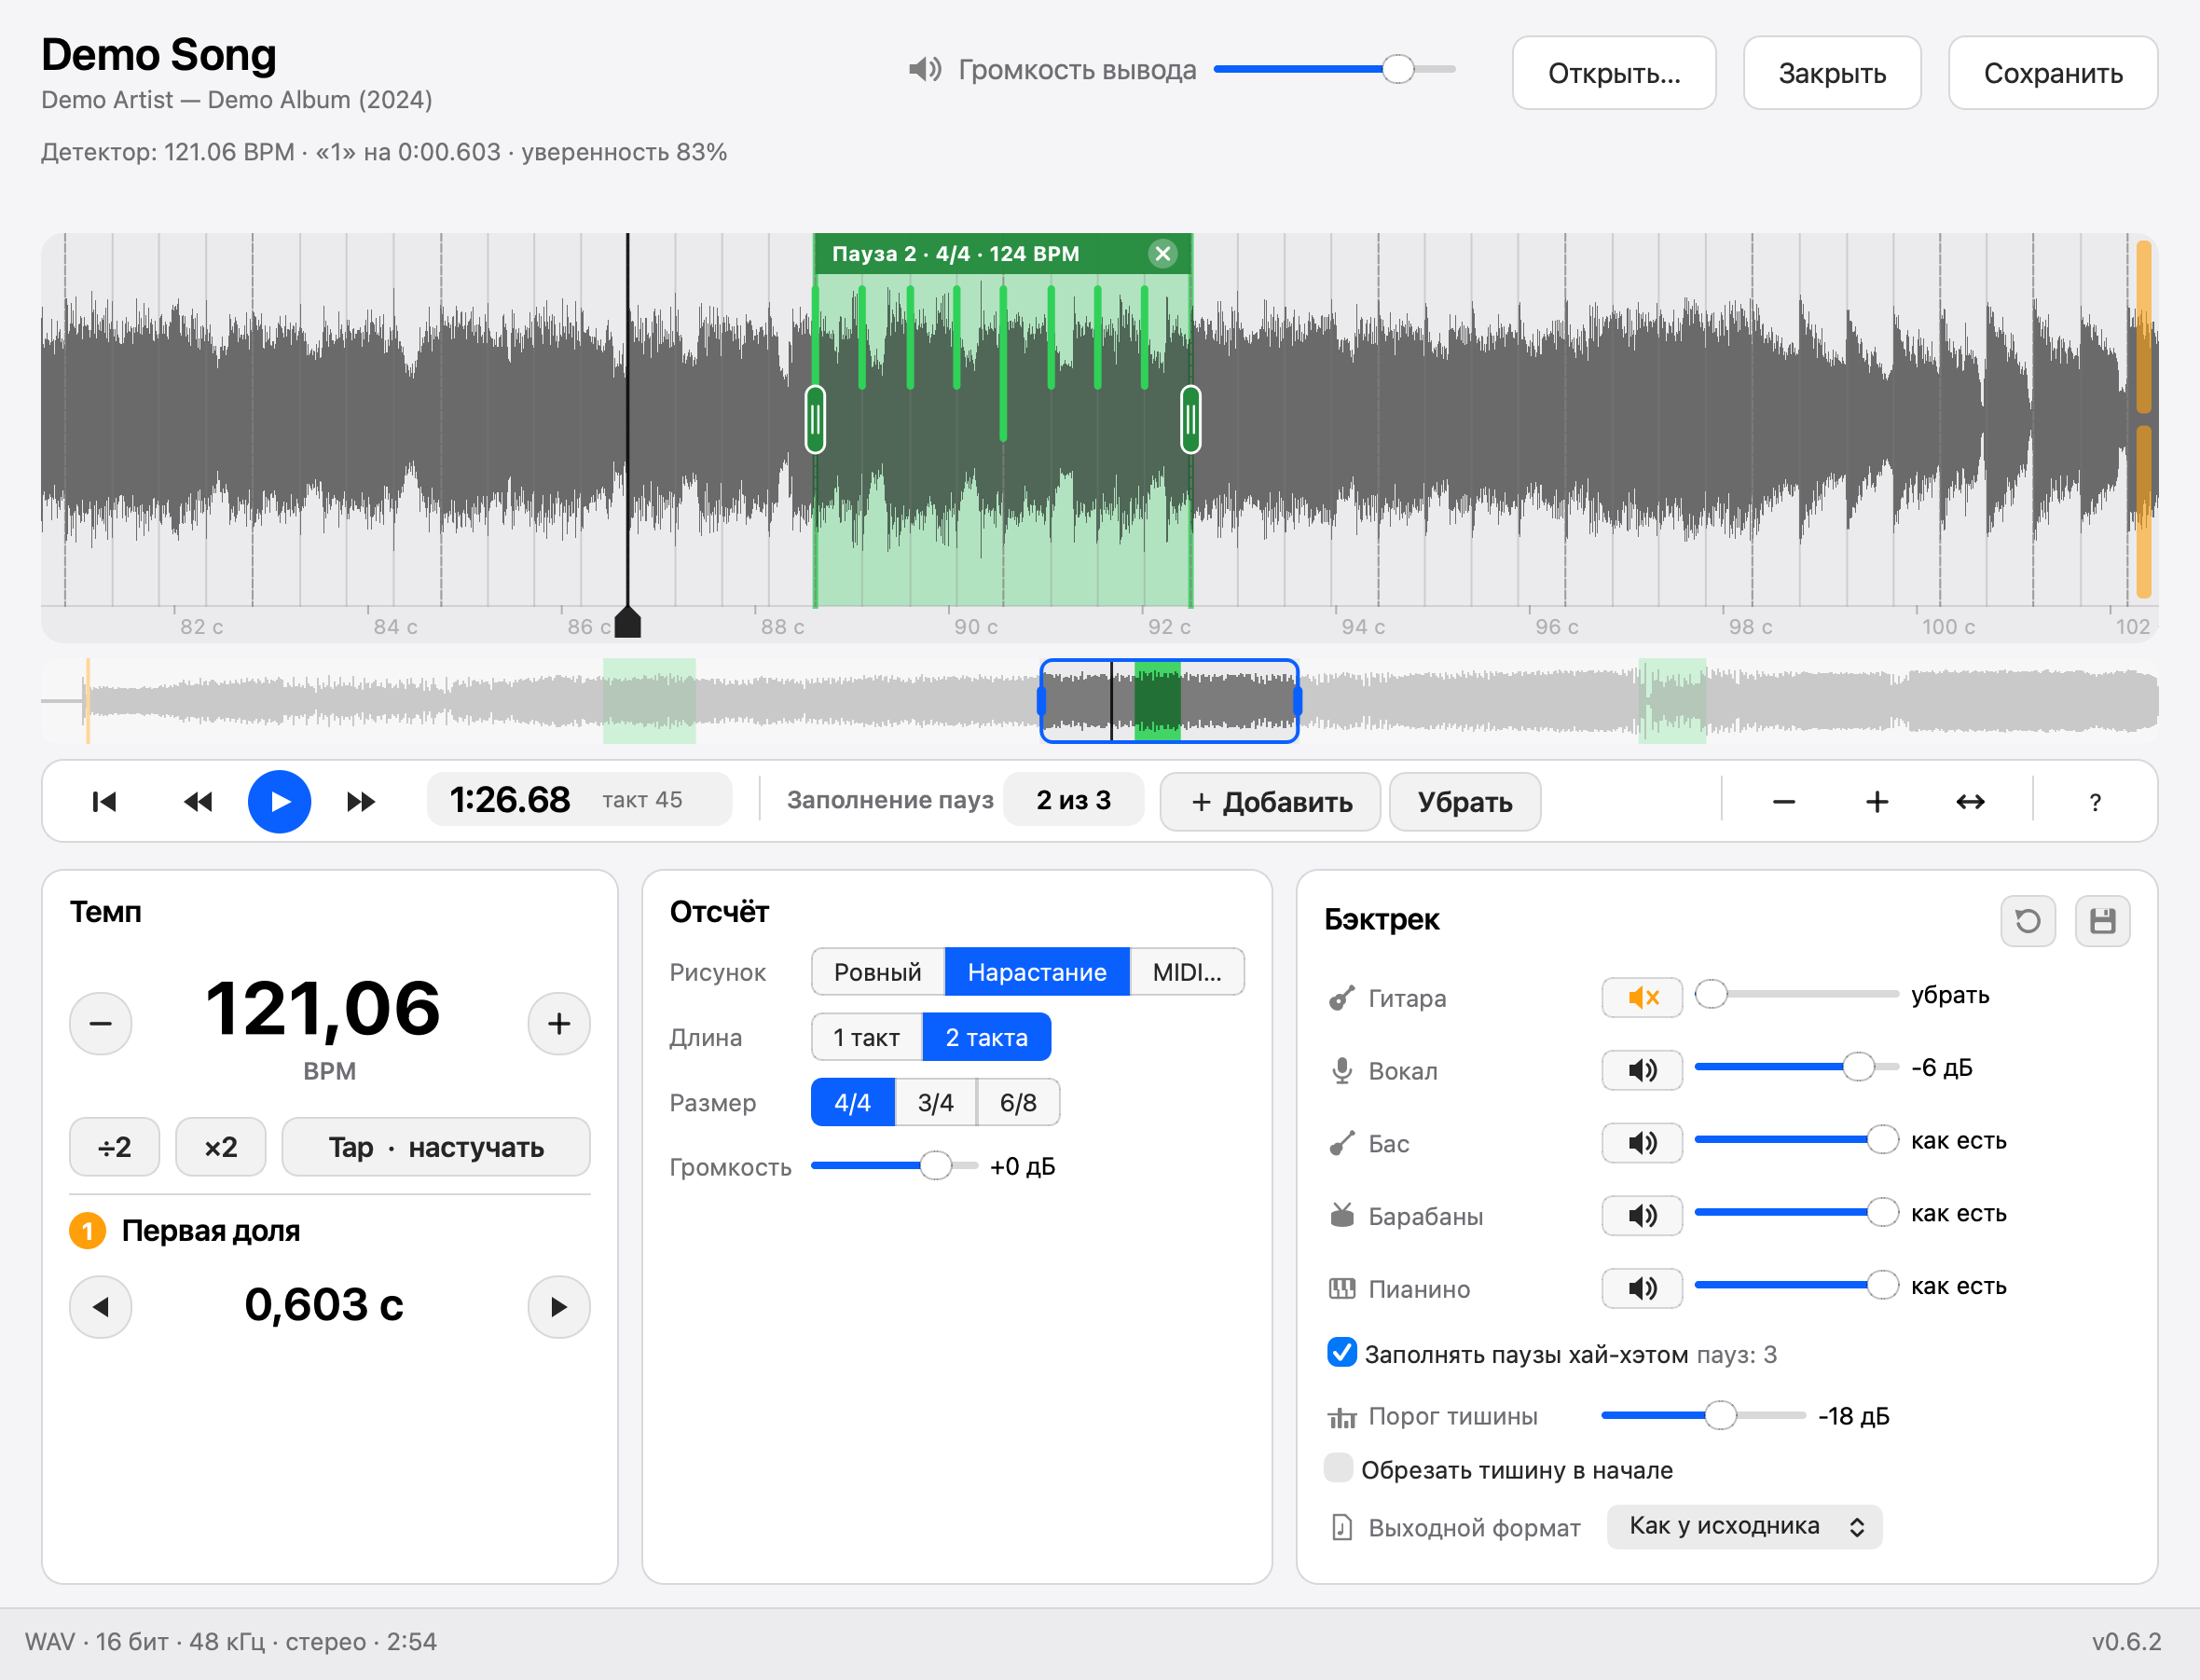 Demo Song
Demo Artist — Demo Album (2024)
Громкость вывода
Открыть...
Закрыть
Сохранить
Детектор: 121.06 BPM · «1» на 0:00.603 · уверенность 83%
Пауза 2 · 4/4 · 124 BPM
82 с 84 с 86 с 88 с 90 с 92 с 94 с 96 с 98 с 100 с 102
1:26.68 такт 45
Заполнение пауз
2 из 3
+ Добавить
Убрать
− + ?
Темп
− 121,06 +
BPM
÷2 ×2 Tap · настучать
1 Первая доля
0,603 с
Отсчёт
Рисунок Ровный Нарастание MIDI...
Длина 1 такт 2 такта
Размер 4/4 3/4 6/8
Громкость +0 дБ
Бэктрек
Гитара убрать
Вокал -6 дБ
Бас как есть
Барабаны как есть
Пианино как есть
Заполнять паузы хай-хэтом пауз: 3
Порог тишины -18 дБ
Обрезать тишину в начале
Выходной формат Как у исходника
WAV · 16 бит · 48 кГц · стерео · 2:54
v0.6.2